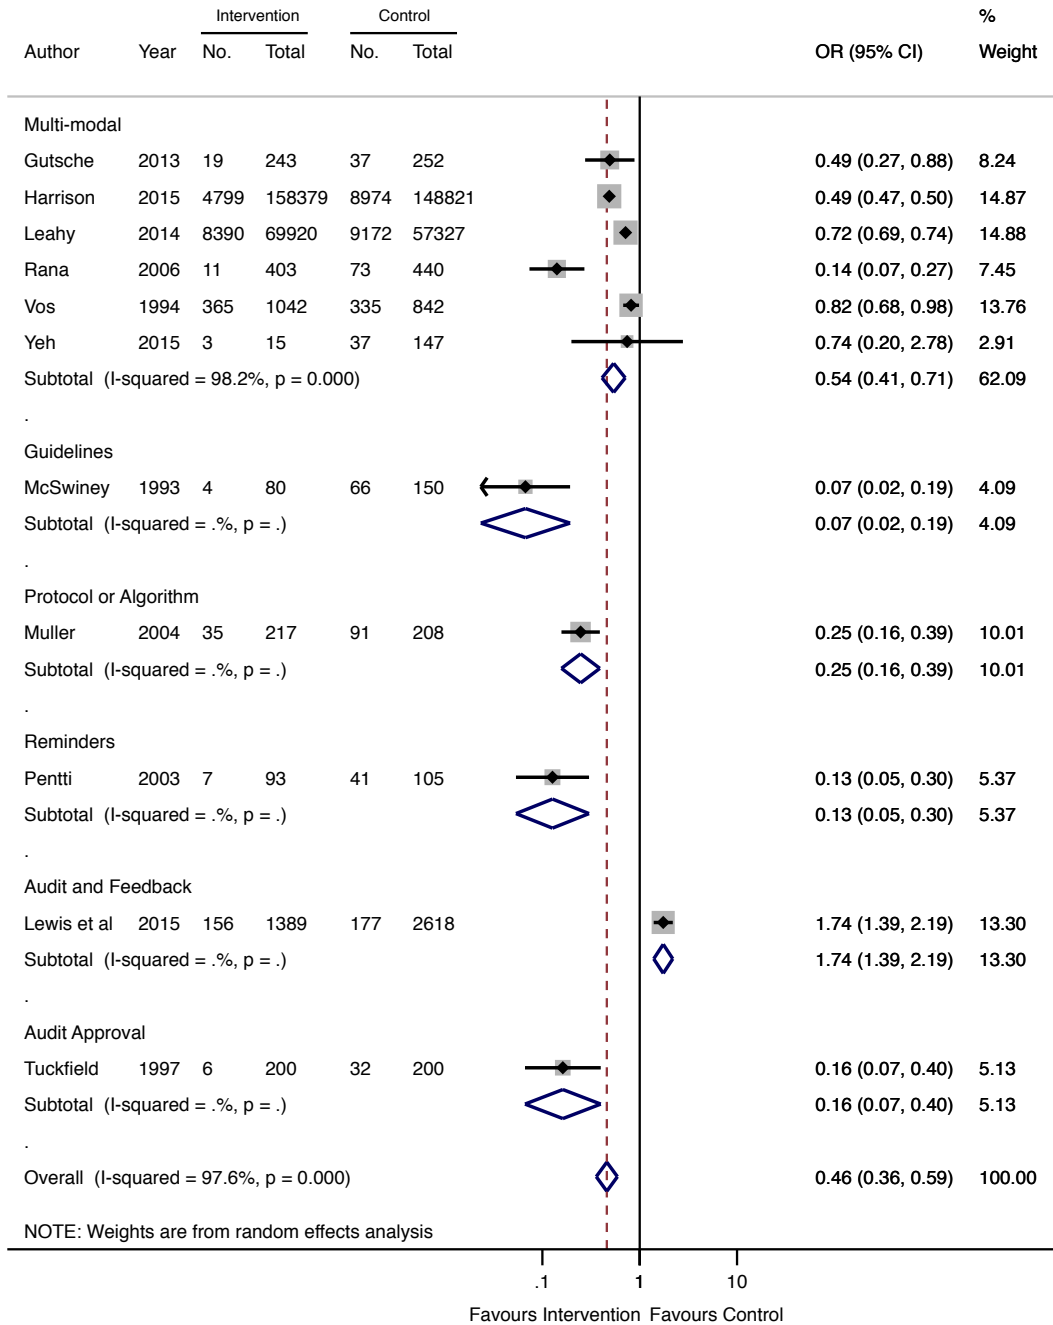 Intervention Control %
Author Year No. Total No. Total OR (95% CI) Weight
Multi-modal
Gutsche 2013 19 243 37 252 0.49 (0.27, 0.88) 8.24
Harrison 2015 4799 158379 8974 148821 0.49 (0.47, 0.50) 14.87
Leahy 2014 8390 69920 9172 57327 0.72 (0.69, 0.74) 14.88
Rana 2006 11 403 73 440 0.14 (0.07, 0.27) 7.45
Vos 1994 365 1042 335 842 0.82 (0.68, 0.98) 13.76
Yeh 2015 3 15 37 147 0.74 (0.20, 2.78) 2.91
Subtotal (I-squared = 98.2%, p = 0.000) 0.54 (0.41, 0.71) 62.09
.
Guidelines
McSwiney 1993 4 80 66 150 0.07 (0.02, 0.19) 4.09
Subtotal (I-squared = .%, p = .) 0.07 (0.02, 0.19) 4.09
.
Protocol or Algorithm
Muller 2004 35 217 91 208 0.25 (0.16, 0.39) 10.01
Subtotal (I-squared = .%, p = .) 0.25 (0.16, 0.39) 10.01
.
Reminders
Pentti 2003 7 93 41 105 0.13 (0.05, 0.30) 5.37
Subtotal (I-squared = .%, p = .) 0.13 (0.05, 0.30) 5.37
.
Audit and Feedback
Lewis et al 2015 156 1389 177 2618 1.74 (1.39, 2.19) 13.30
Subtotal (I-squared = .%, p = .) 1.74 (1.39, 2.19) 13.30
.
Audit Approval
Tuckfield 1997 6 200 32 200 0.16 (0.07, 0.40) 5.13
Subtotal (I-squared = .%, p = .) 0.16 (0.07, 0.40) 5.13
.
Overall (I-squared = 97.6%, p = 0.000) 0.46 (0.36, 0.59) 100.00
NOTE: Weights are from random effects analysis
.1 1 10
Favours Intervention Favours Control